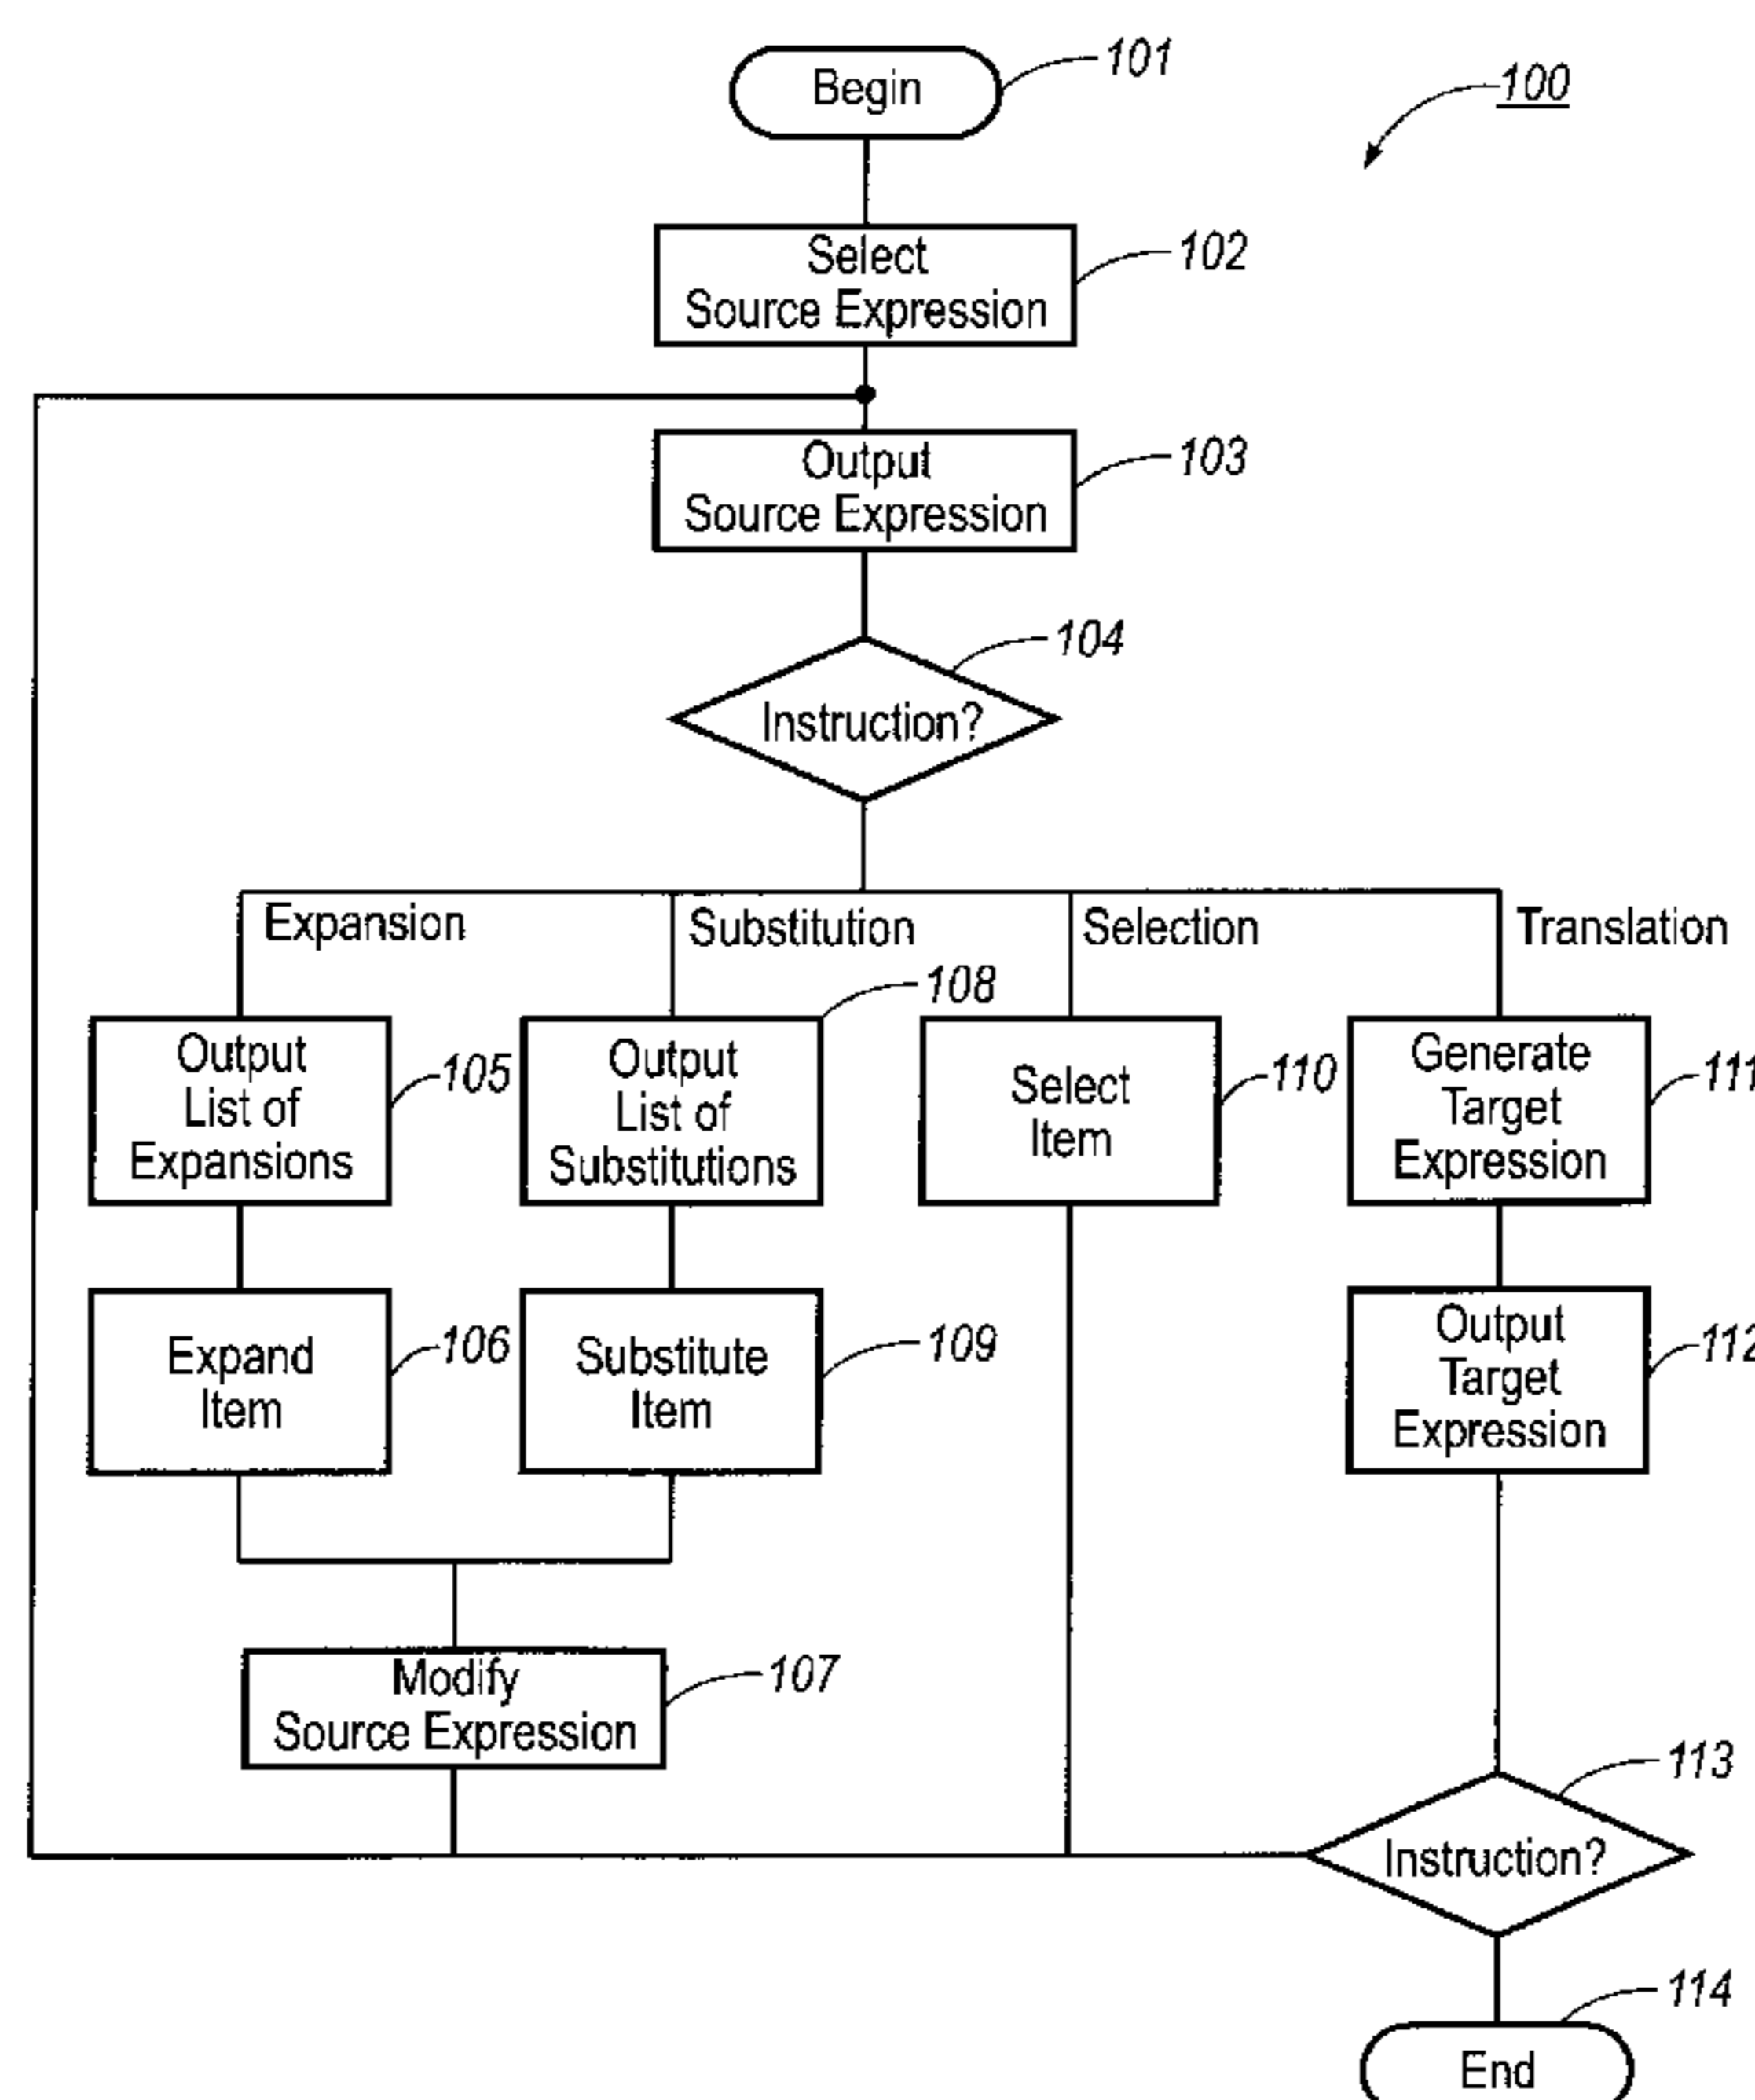 Begin
101
100
Select
Source Expression
102
Output
Source Expression
103
104
Instruction?
Expansion
Substitution
Selection
Translation
108
Output
List of
Expansions
105
Output
List of
Substitutions
Select
Item
110
Generate
Target
Expression
111
Expand
Item
106
Substitute
Item
109
Output
Target
Expression
112
Modify
Source Expression
107
113
Instruction?
114
End